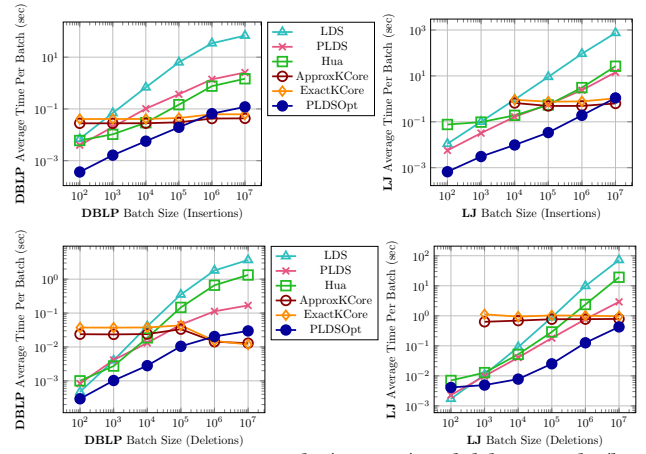 DBLP Average Time Per Batch (sec)
10^1
10^−1
10^−3
10^2 10^3 10^4 10^5 10^6 10^7
DBLP Batch Size (Insertions)
LDS
PLDS
Hua
ApproxKCore
ExactKCore
PLDSOpt
LJ Average Time Per Batch (sec)
10^3
10^1
10^−1
10^−3
10^2 10^3 10^4 10^5 10^6 10^7
LJ Batch Size (Insertions)
DBLP Average Time Per Batch (sec)
10^0
10^−1
10^−2
10^−3
10^2 10^3 10^4 10^5 10^6 10^7
DBLP Batch Size (Deletions)
LDS
PLDS
Hua
ApproxKCore
ExactKCore
PLDSOpt
LJ Average Time Per Batch (sec)
10^2
10^1
10^0
10^−1
10^−2
10^−3
10^2 10^3 10^4 10^5 10^6 10^7
LJ Batch Size (Deletions)